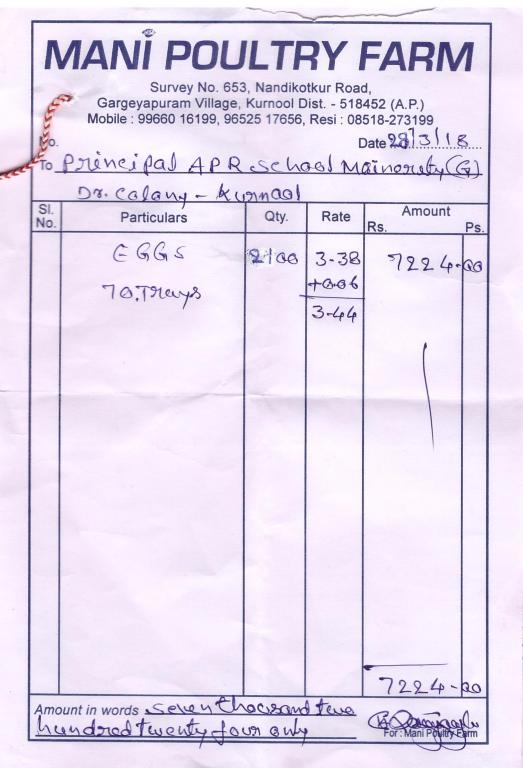 MANI POULTRY FARM
Survey No. 653, Nandikotkur Road,
Gargeyapuram Village, Kurnool Dist. - 518452 (A.P.)
Mobile : 99660 16199, 96525 17656, Resi : 08518-273199
No. Date 28/3/18
To Principal APR School Mainorety (G)
Dr. Colany - Kurnool
Sl. No. Particulars Qty. Rate Amount Rs. Ps.
EGGS 2100 3-38 7224-00
70.Trays +0.06
3-44
7224-00
Amount in words seven thousand two
hundred twenty four only
For : Mani Poultry Farm